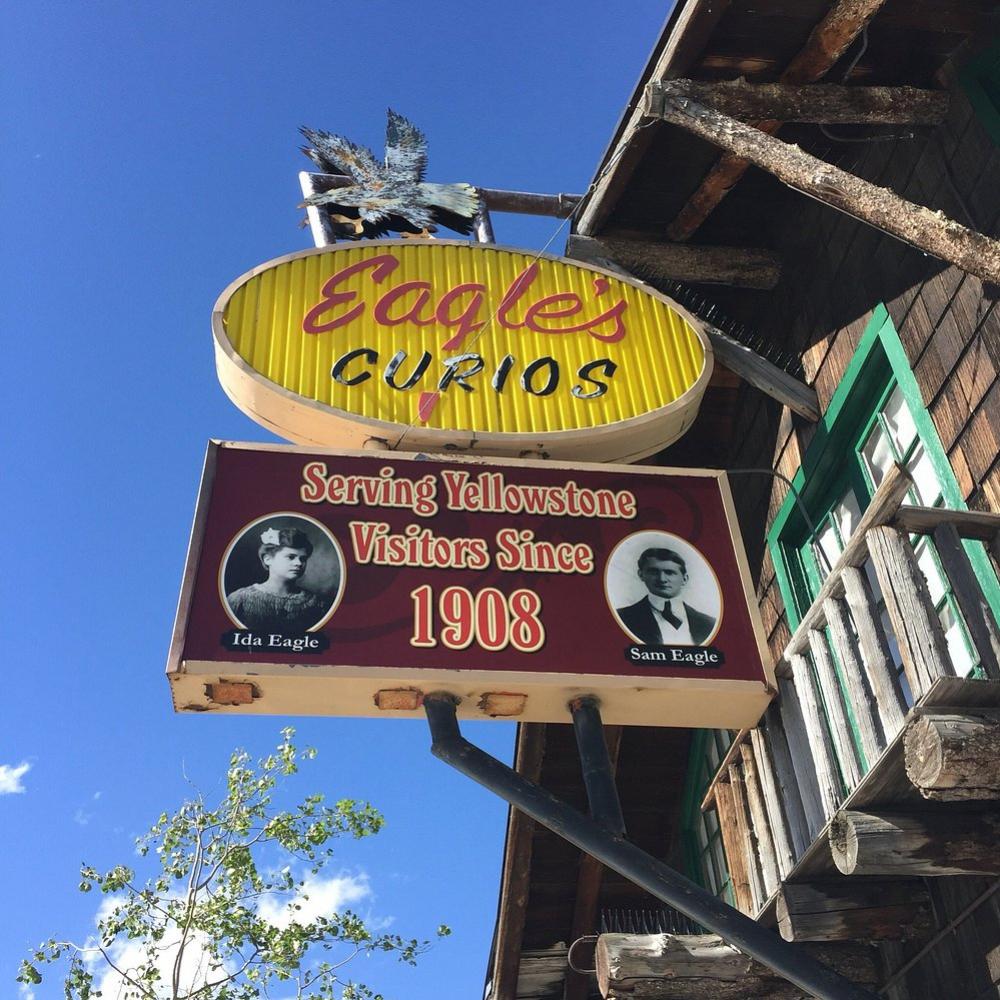 Eagle's
CURIOS
Serving Yellowstone
Visitors Since
1908
Ida Eagle
Sam Eagle